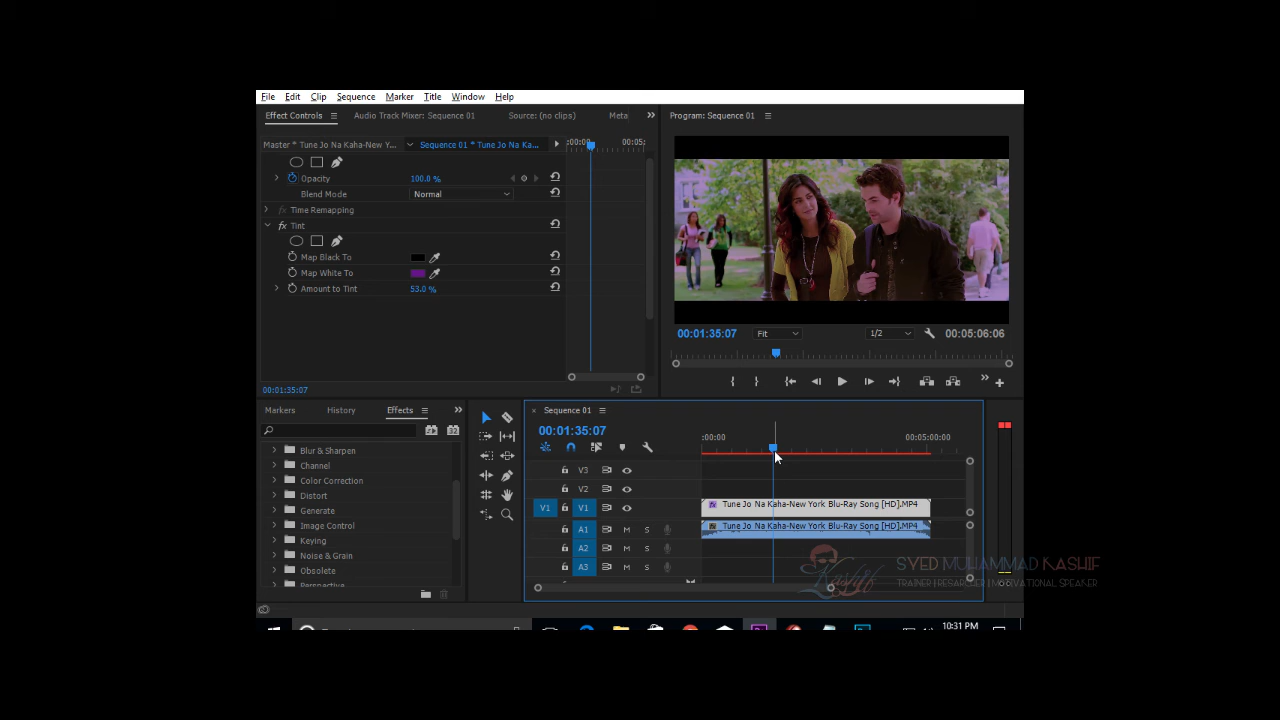 File Edit Clip Sequence Marker Title Window Help
Effect Controls Audio Track Mixer: Sequence 01 Source: (no clips) Meta
Program: Sequence 01
Master * Tune Jo Na Kaha-New Y... Sequence 01 * Tune Jo Na Ka... :00:00 00:05:
Opacity 100.0 %
Blend Mode Normal
Time Remapping
fx Tint
Map Black To
Map White To
Amount to Tint 53.0 %
00:01:35:07
00:01:35:07 Fit 1/2 00:05:06:06
Markers History Effects
Blur & Sharpen
Channel
Color Correction
Distort
Generate
Image Control
Keying
Noise & Grain
Obsolete
Perspective
Sequence 01
00:01:35:07
:00:00 00:05:00:00
V3
V2
V1 V1 Tune Jo Na Kaha-New York Blu-Ray Song [HD].MP4
A1 M S Tune Jo Na Kaha-New York Blu-Ray Song [HD].MP4
A2 M S
A3 M S
Kashif
SYED MUHAMMAD KASHIF
TRAINER | RESARCHER | MOTIVATIONAL SPEAKER
10:31 PM